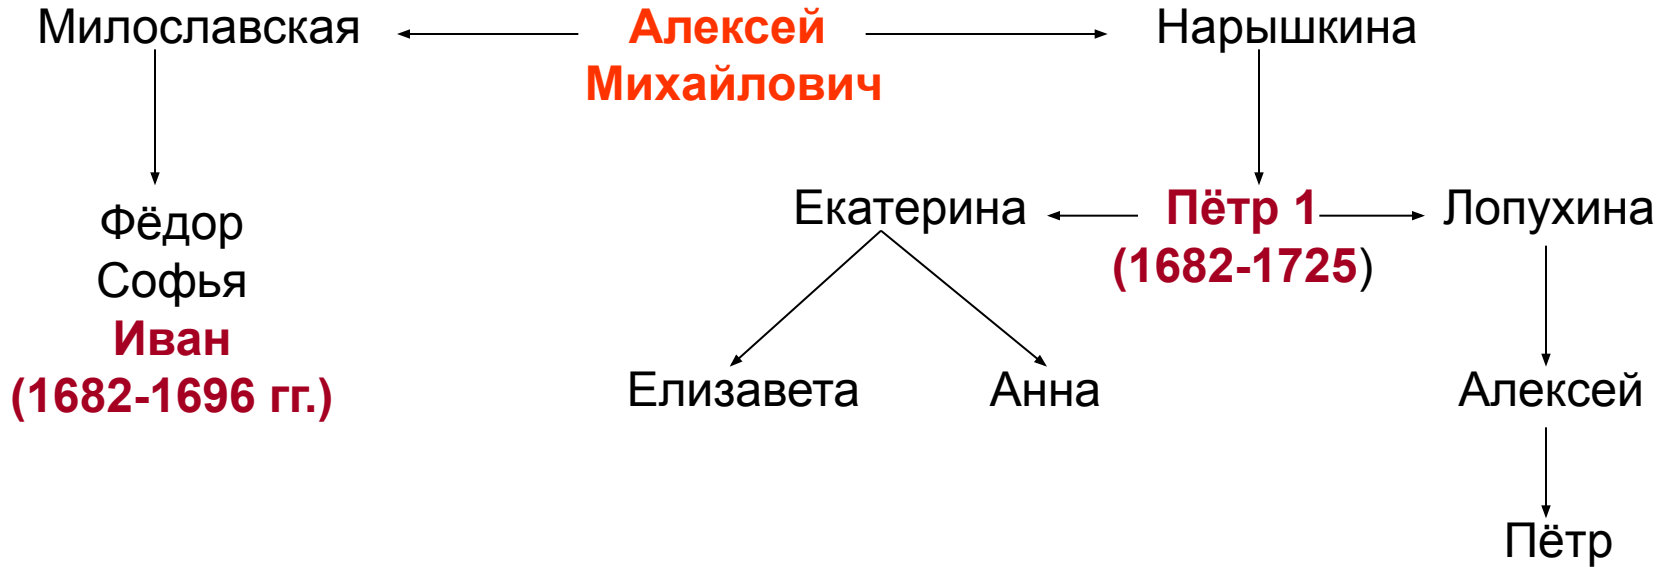 Милославская
Алексей
Михайлович
Нарышкина
Фёдор
Софья
Иван
(1682-1696 гг.)
Екатерина
Пётр 1
(1682-1725)
Лопухина
Елизавета
Анна
Алексей
Пётр